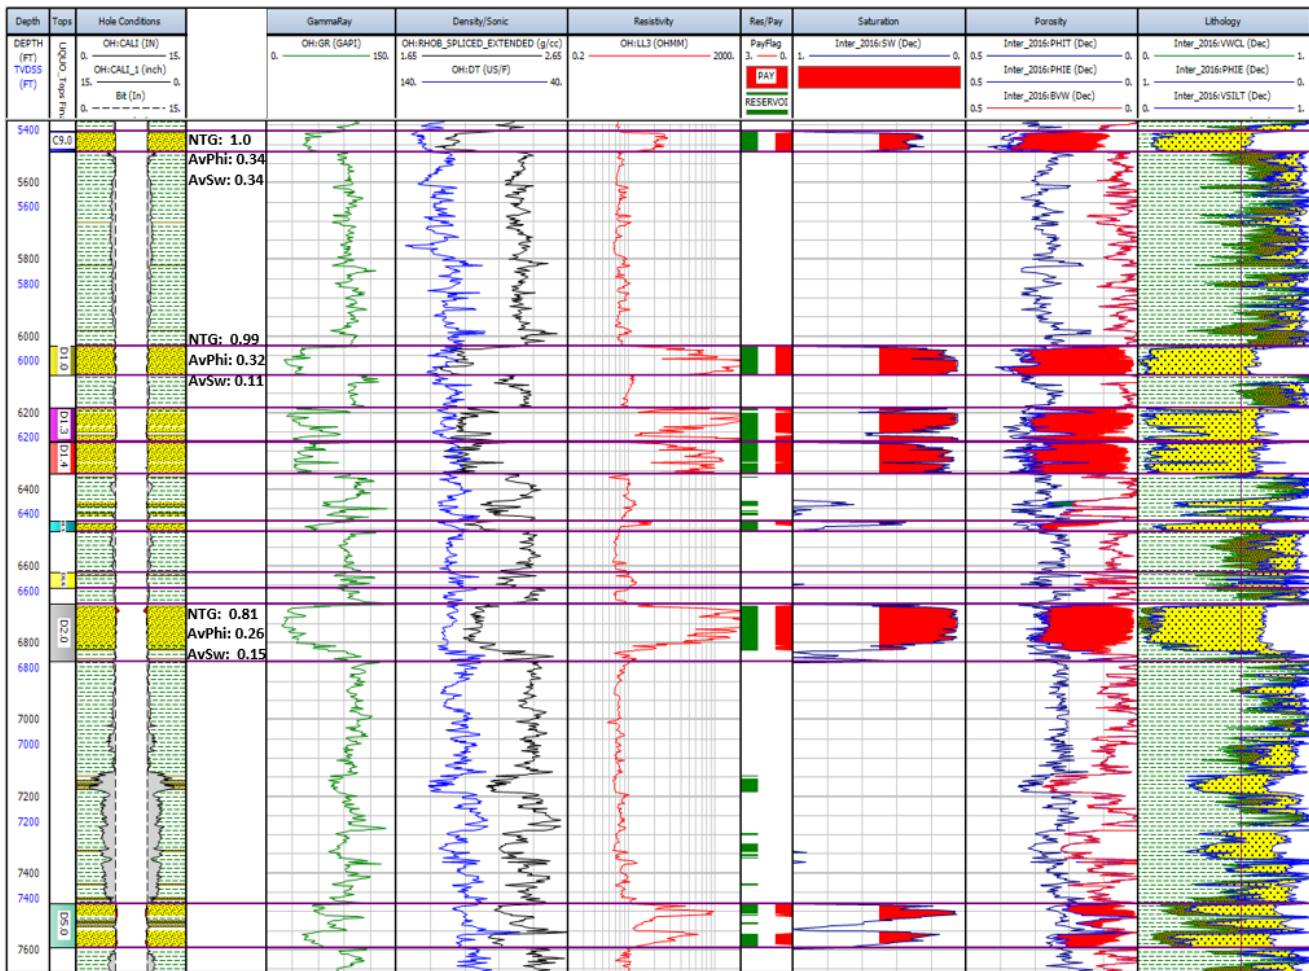 Depth Tops Hole Conditions GammaRay Density/Sonic Resistivity Res/Pay Saturation Porosity Lithology
DEPTH (FT)
TVDSS (FT)
OH:CALI (IN)
0. 15.
OH:CALI_1 (inch)
15. 0.
Bit (In)
0. 15.
OH:GR (GAPI)
0. 150.
OH:RHOB_SPLICED_EXTENDED (g/cc)
1.65 2.65
OH:DT (US/F)
140. 40.
OH:LL3 (OHMM)
0.2 2000.
PayFlag
3. 0.
PAY
RESERVOI
Inter_2016:SW (Dec)
1. 0.
Inter_2016:PHIT (Dec)
0.5 0.
Inter_2016:PHIE (Dec)
0.5 0.
Inter_2016:BVW (Dec)
0.5 0.
Inter_2016:VWCL (Dec)
0. 1.
Inter_2016:PHIE (Dec)
1. 0.
Inter_2016:VSILT (Dec)
0. 1.
5400
C9.0
NTG: 1.0
AvPhi: 0.34
AvSw: 0.34
5600
5600
5800
5800
6000
NTG: 0.99
D1.0
6000
AvPhi: 0.32
AvSw: 0.11
6200
D1.3
6200
D1.4
6400
6400
6600
6600
D2.0
NTG: 0.81
AvPhi: 0.26
6800
AvSw: 0.15
6800
7000
7000
7200
7200
7400
7400
D5.0
7600